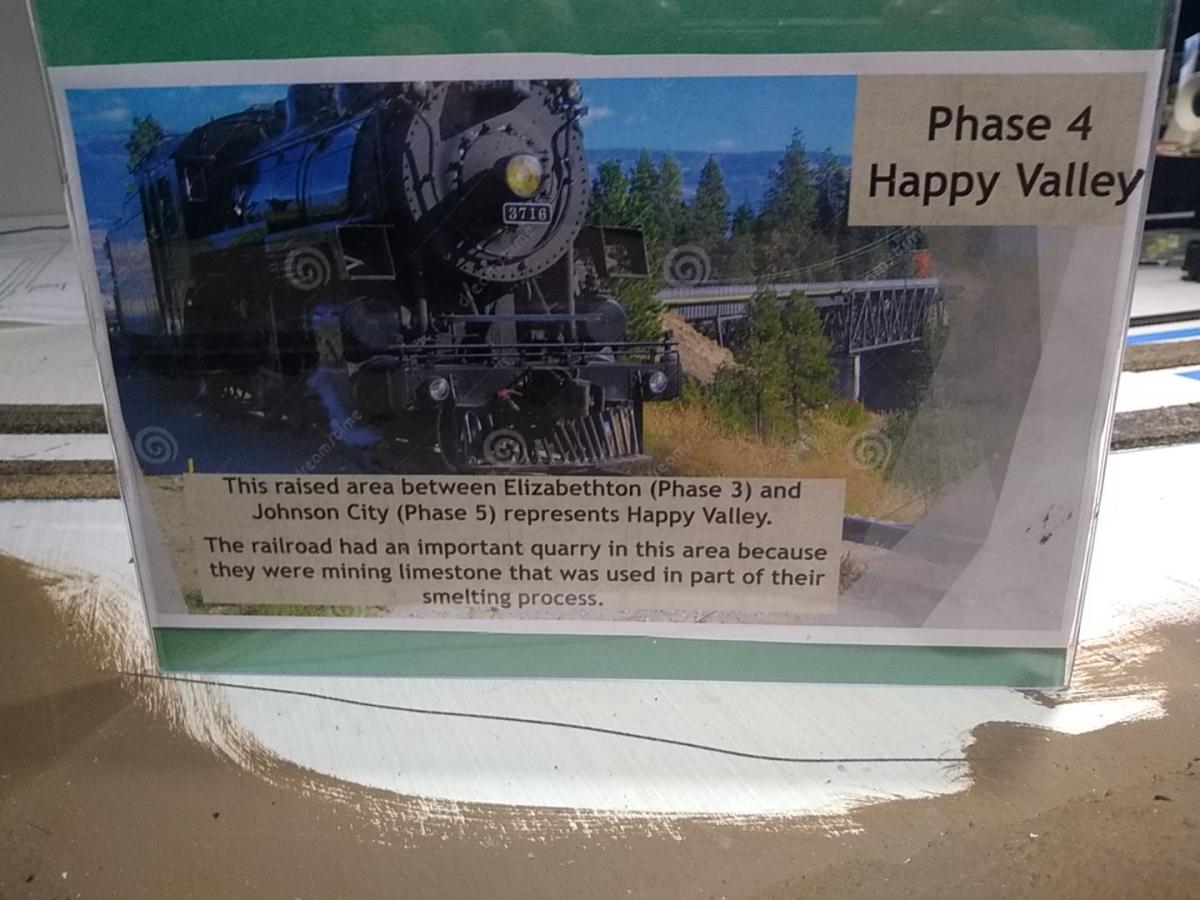 Phase 4
Happy Valley
3716
dreamstime
dreamstime
This raised area between Elizabethton (Phase 3) and
Johnson City (Phase 5) represents Happy Valley.
The railroad had an important quarry in this area because
they were mining limestone that was used in part of their
smelting process.